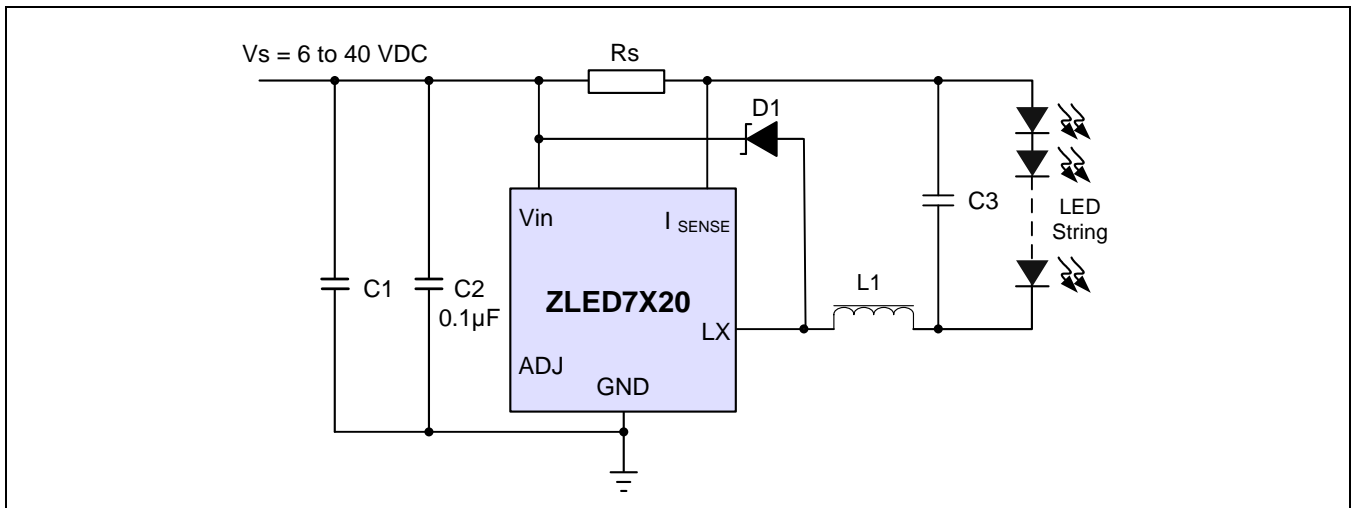 Vs = 6 to 40 VDC
Rs
D1
Vin
I SENSE
C3
LED
String
C1
C2
0.1µF
ZLED7X20
L1
LX
ADJ
GND